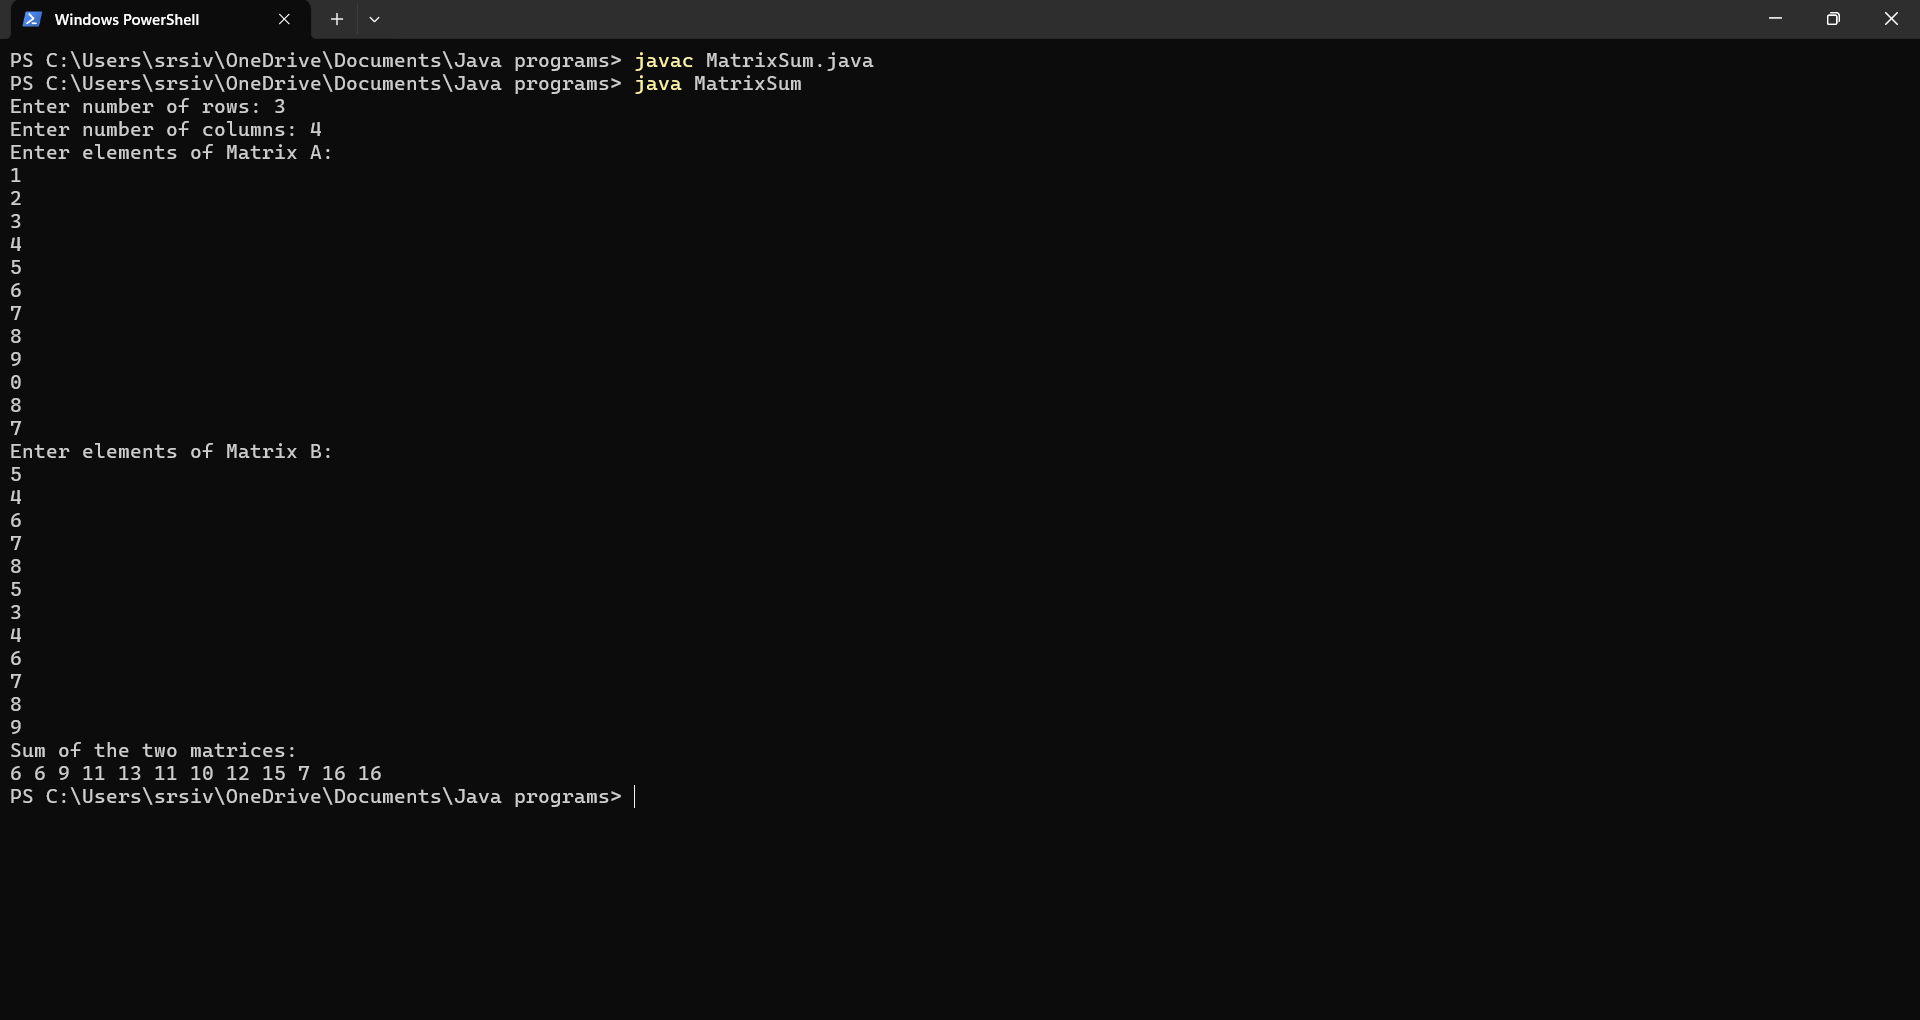 Windows PowerShell
PS C:\Users\srsiv\OneDrive\Documents\Java programs> javac MatrixSum.java
PS C:\Users\srsiv\OneDrive\Documents\Java programs> java MatrixSum
Enter number of rows: 3
Enter number of columns: 4
Enter elements of Matrix A:
1
2
3
4
5
6
7
8
9
0
8
7
Enter elements of Matrix B:
5
4
6
7
8
5
3
4
6
7
8
9
Sum of the two matrices:
6 6 9 11 13 11 10 12 15 7 16 16
PS C:\Users\srsiv\OneDrive\Documents\Java programs>